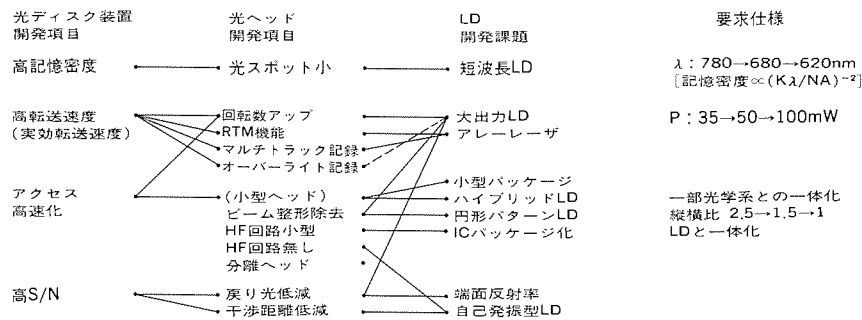 光ディスク装置 光ヘッド LD 要求仕様
開発項目 開発項目 開発課題
高記憶密度 光スポット小 短波長LD λ：780→680→620nm
[記憶密度∝(Kλ/NA)⁻²]
高転送速度 回転数アップ 大出力LD P：35→50→100mW
(実効転送速度) RTM機能 アレーレーザ
マルチトラック記録
オーバーライト記録
小型パッケージ
アクセス (小型ヘッド) ハイブリッドLD 一部光学系との一体化
高速化 ビーム整形除去 円形パターンLD 縦横比 2.5→1.5→1
HF回路小型 ICパッケージ化 LDと一体化
HF回路無し
分離ヘッド
高S/N 戻り光低減 端面反射率
干渉距離低減 自己発振型LD